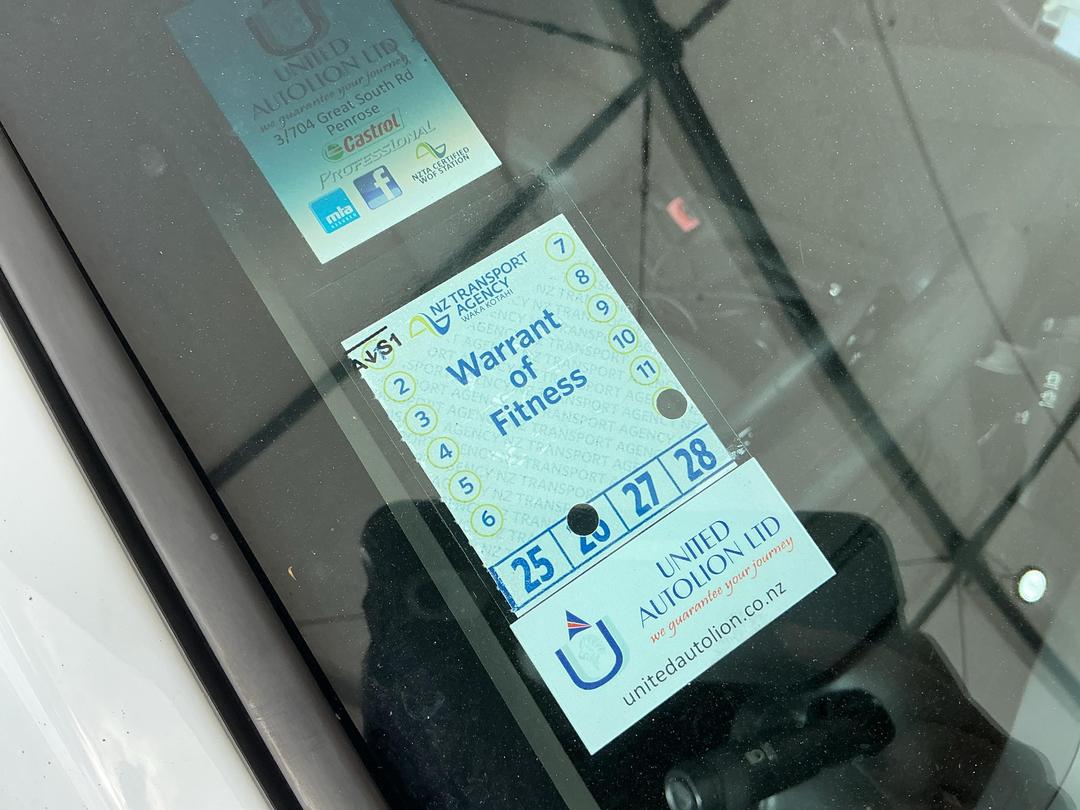 UNITED
AUTOLION LTD
we guarantee your journey
3/704 Great South Rd
Penrose
Castrol
PROFESSIONAL
mta
f
NZTA CERTIFIED
WOF STATION
NZ TRANSPORT
AGENCY
WAKA KOTAHI
Warrant
of
Fitness
2
3
4
5
6
7
8
9
10
11
25 26 27 28
UNITED
AUTOLION LTD
we guarantee your journey
unitedautolion.co.nz